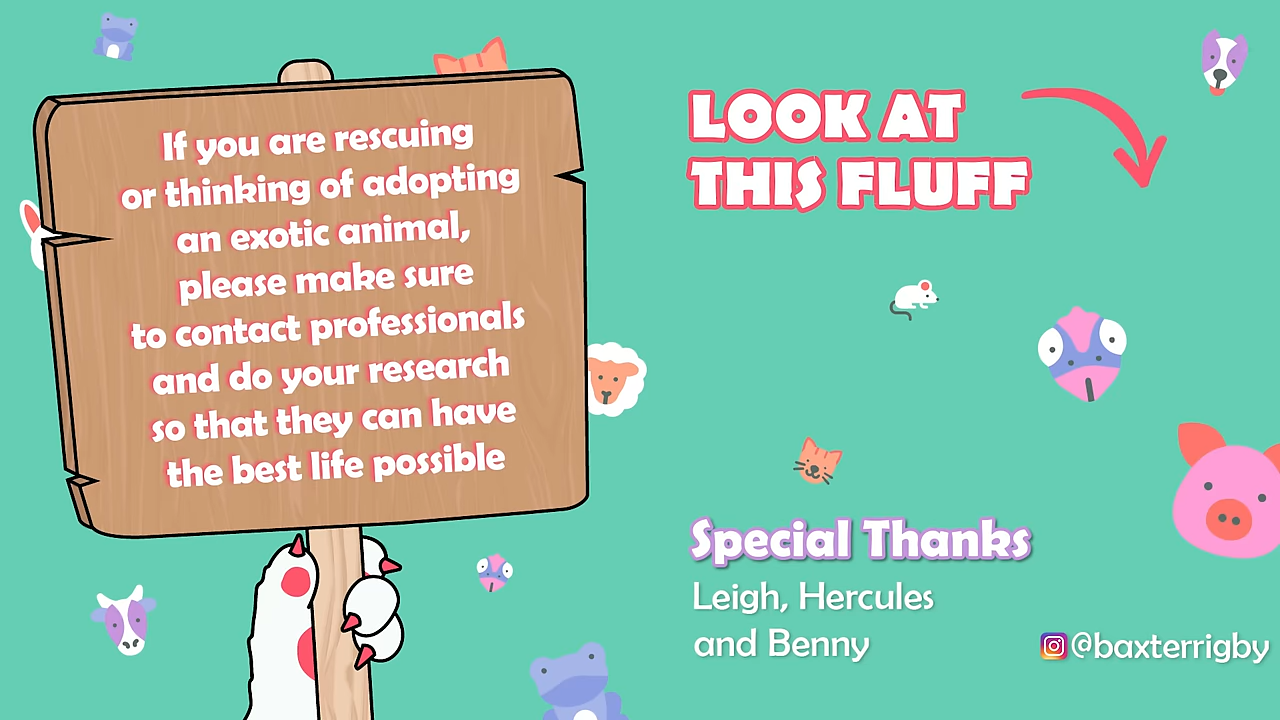 If you are rescuing
or thinking of adopting
an exotic animal,
please make sure
to contact professionals
and do your research
so that they can have
the best life possible
LOOK AT
THIS FLUFF
Special Thanks
Leigh, Hercules
and Benny
@baxterrigby